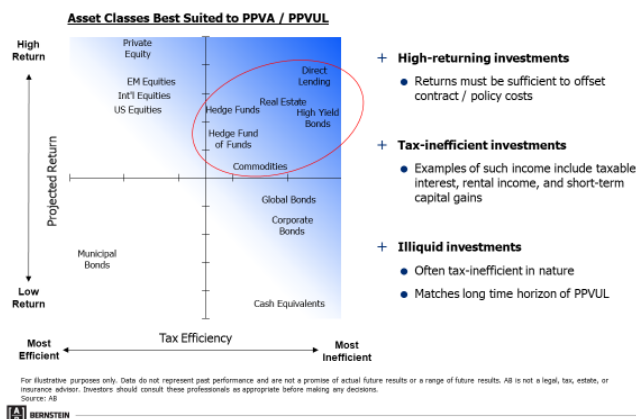 Asset Classes Best Suited to PPVA / PPVUL
High
Return
Private
Equity
EM Equities
Int'l Equities
US Equities
Direct
Lending
Real Estate
Hedge Funds
High Yield
Bonds
Hedge Fund
of Funds
Commodities
Projected Return
Global Bonds
Corporate
Bonds
Municipal
Bonds
Low
Return
Cash Equivalents
Most
Efficient
Tax Efficiency
Most
Inefficient
+ High-returning investments
● Returns must be sufficient to offset
contract / policy costs
+ Tax-inefficient investments
● Examples of such income include taxable
interest, rental income, and short-term
capital gains
+ Illiquid investments
● Often tax-inefficient in nature
● Matches long time horizon of PPVUL
For illustrative purposes only. Data do not represent past performance and are not a promise of actual future results or a range of future results. AB is not a legal, tax, estate, or
insurance advisor. Investors should consult these professionals as appropriate before making any decisions.
Source: AB
AB BERNSTEIN